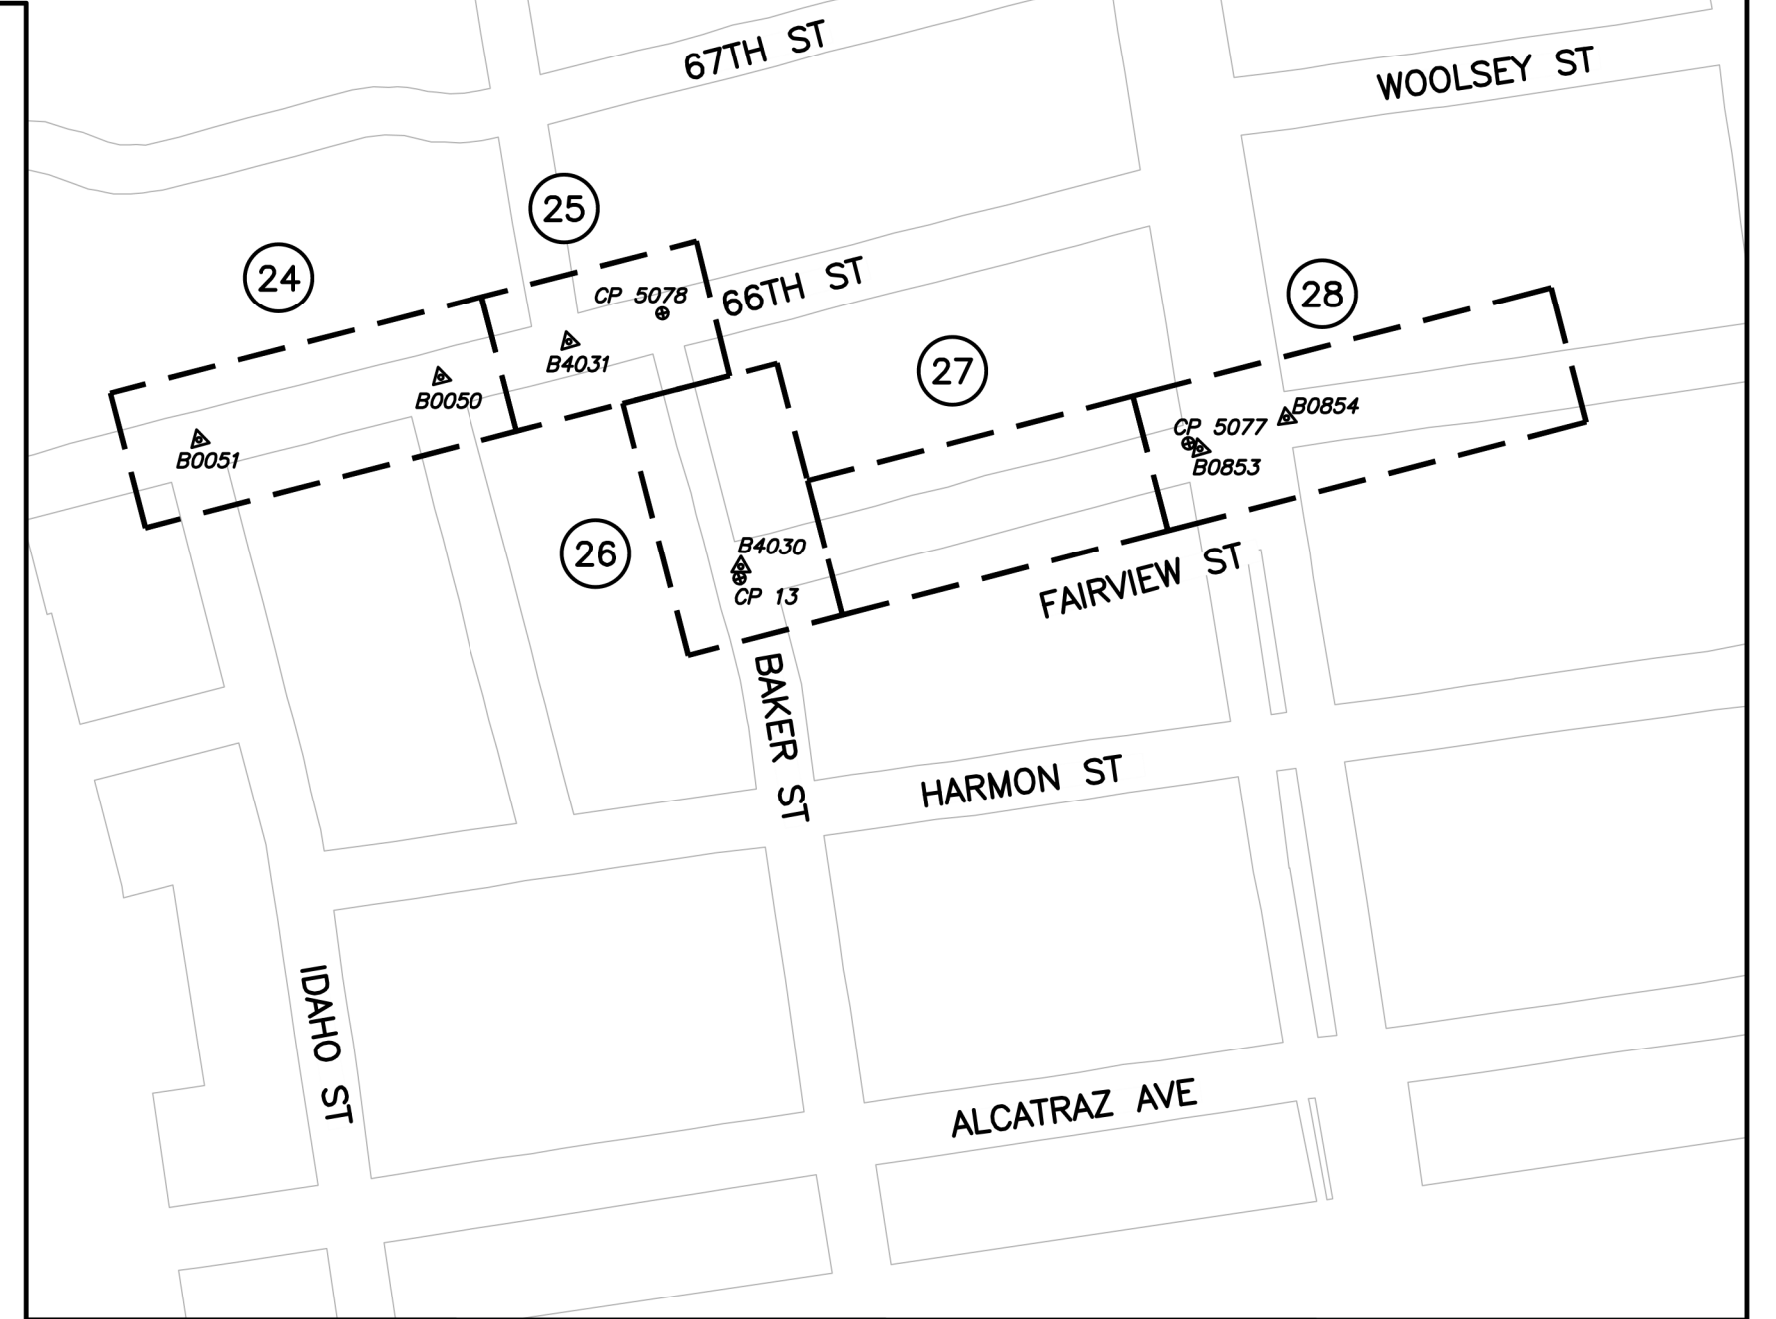 67TH ST
WOOLSEY ST
25
24
CP 5078
66TH ST
28
B4031
27
B0050
B0854
CP 5077
B0051
B0853
26
B4030
CP 13
FAIRVIEW ST
BAKER ST
HARMON ST
IDAHO ST
ALCATRAZ AVE